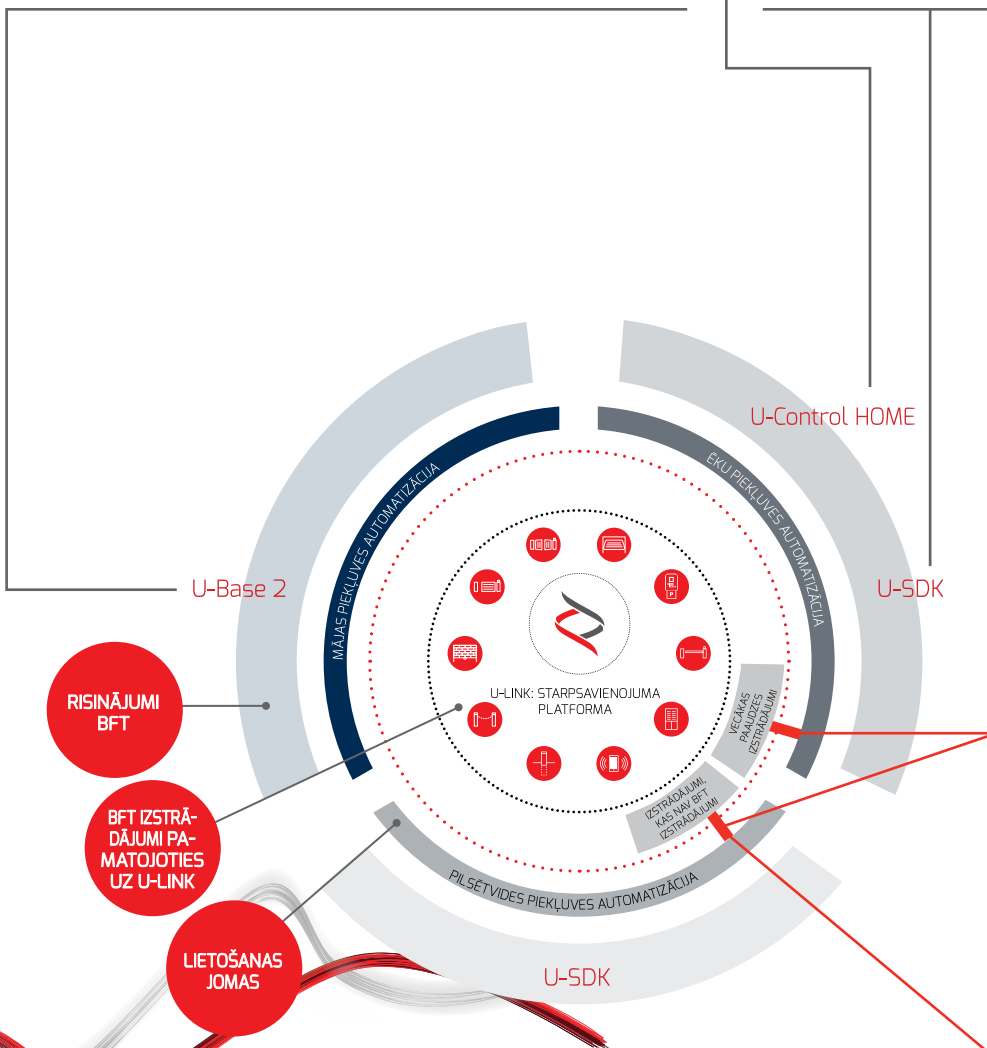 U-Control HOME
MĀJAS PIEKĻUVES AUTOMATIZĀCIJA
ĒKU PIEKĻUVES AUTOMATIZĀCIJA
U-Base 2
U-SDK
P
RISINĀJUMI
BFT
U-LINK: STARPSAVIENOJUMA
PLATFORMA
VECĀKAS
PAAUDZES
IZSTRĀDĀJUMI
IZSTRĀDĀJUMI,
KAS NAV BFT
IZSTRĀDĀJUMI
BFT IZSTRĀ-
DĀJUMI PA-
MATOJOTIES
UZ U-LINK
PILSĒTVIDES PIEKĻUVES AUTOMATIZĀCIJA
LIETOŠANAS
JOMAS
U-SDK